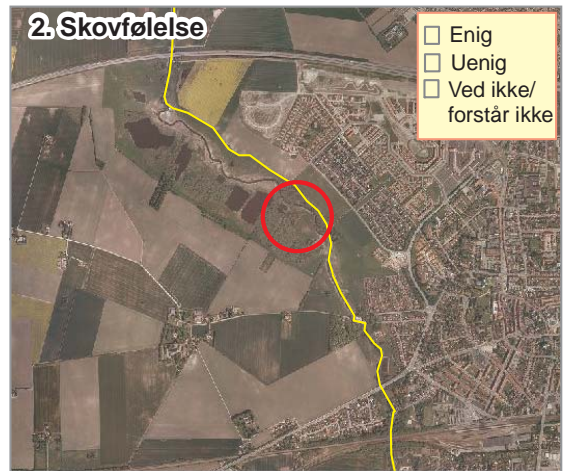 2. Skovfølelse
Enig
Uenig
Ved ikke/
forstår ikke